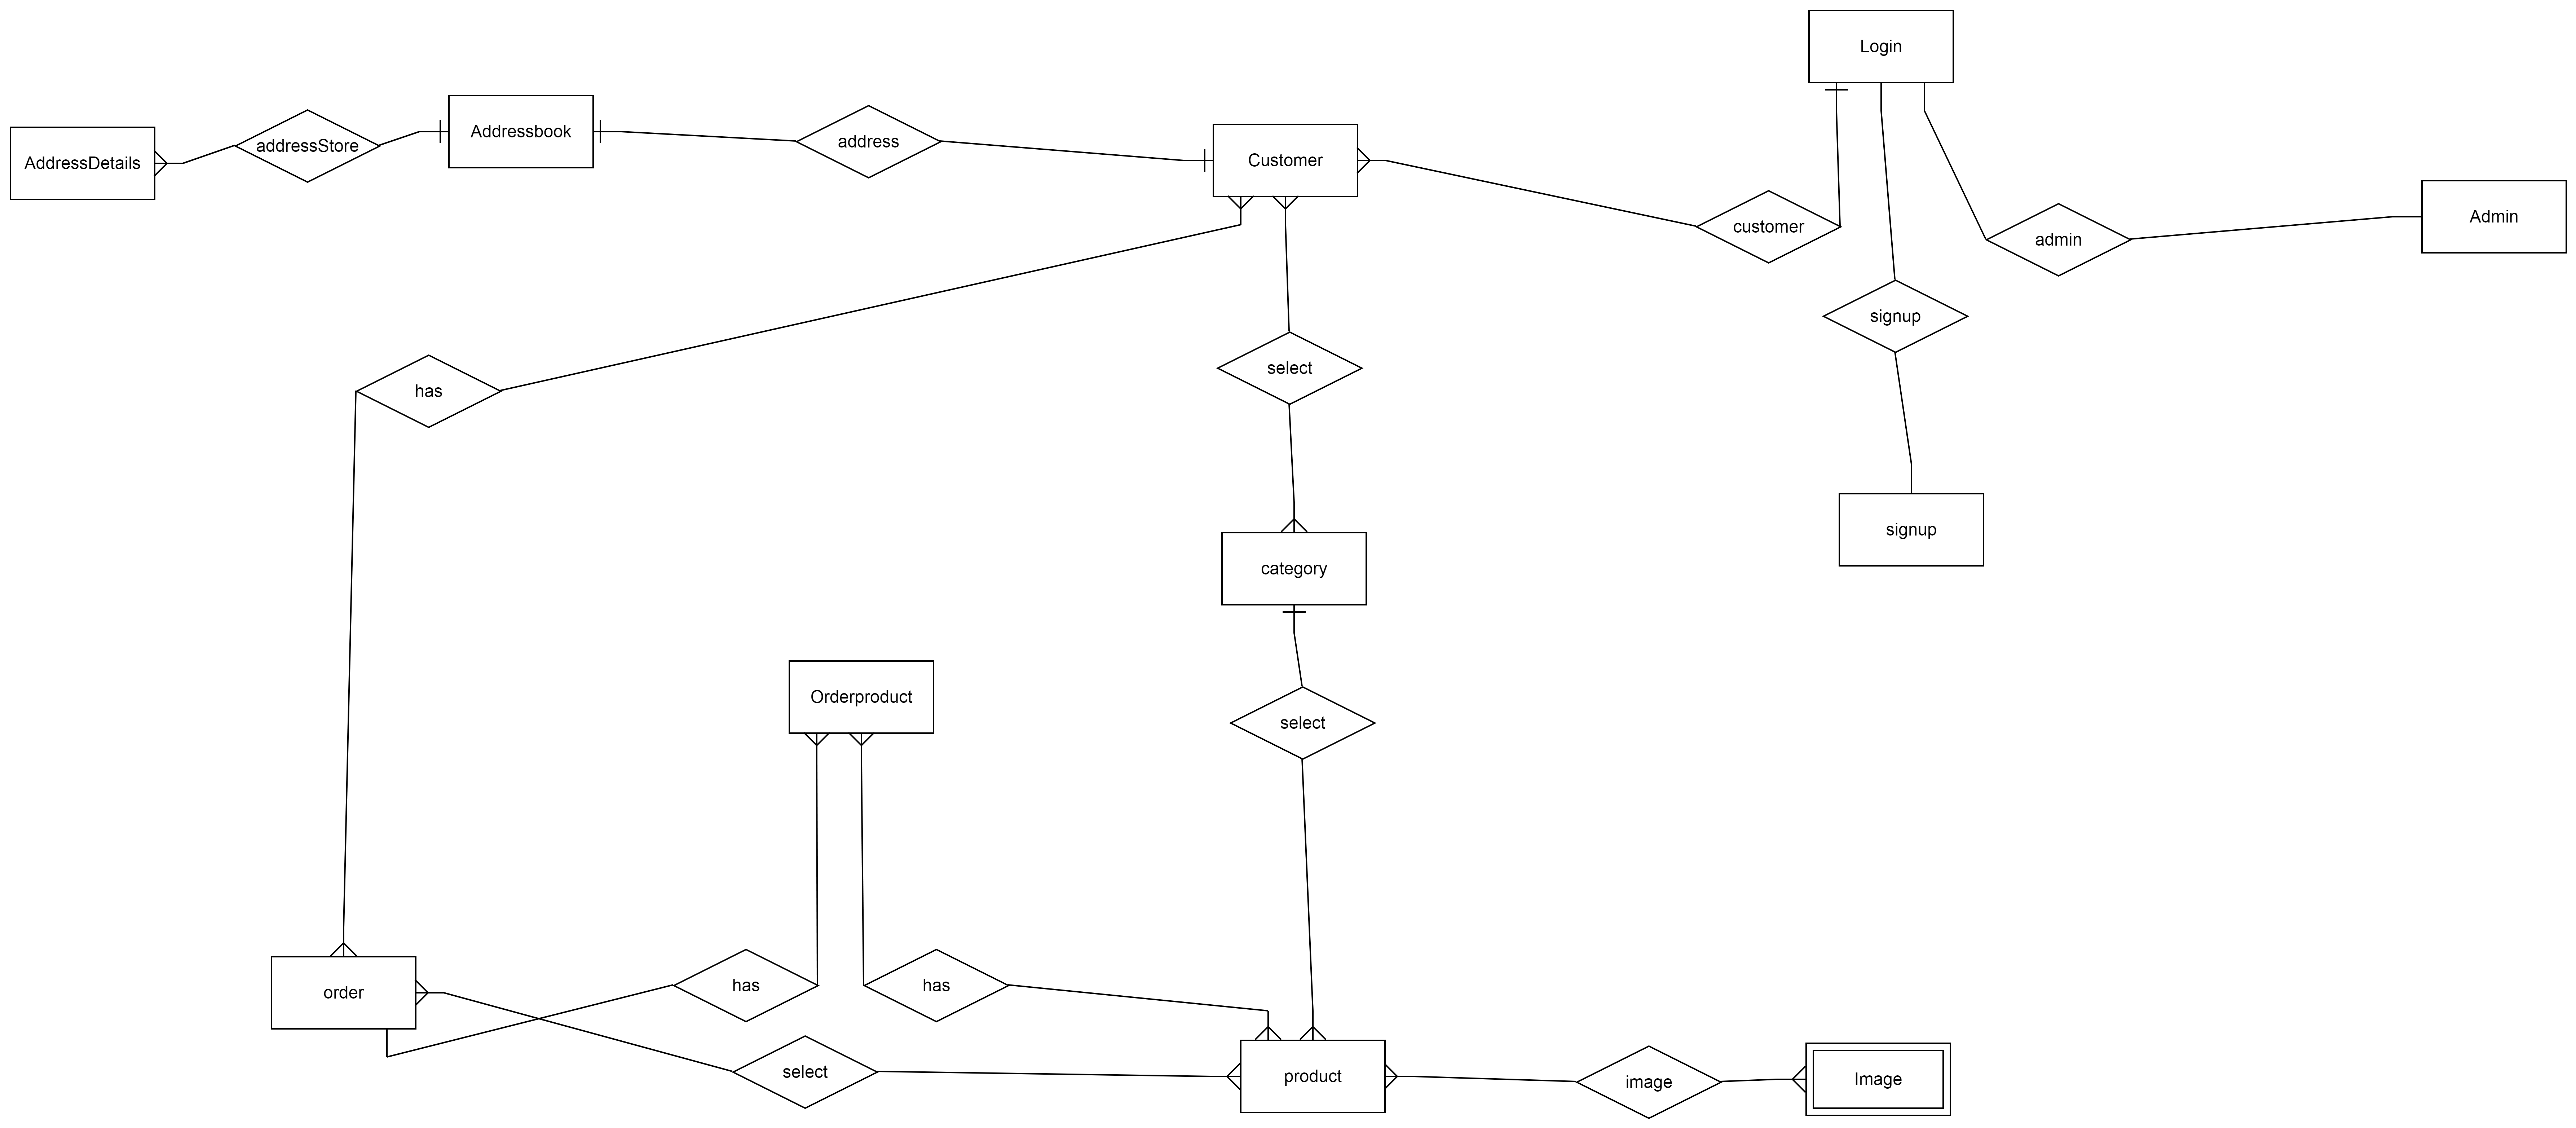 Login
Addressbook
address
addressStore
AddressDetails
Customer
customer
Admin
admin
signup
select
has
signup
category
Orderproduct
select
order
has
has
select
product
image
Image